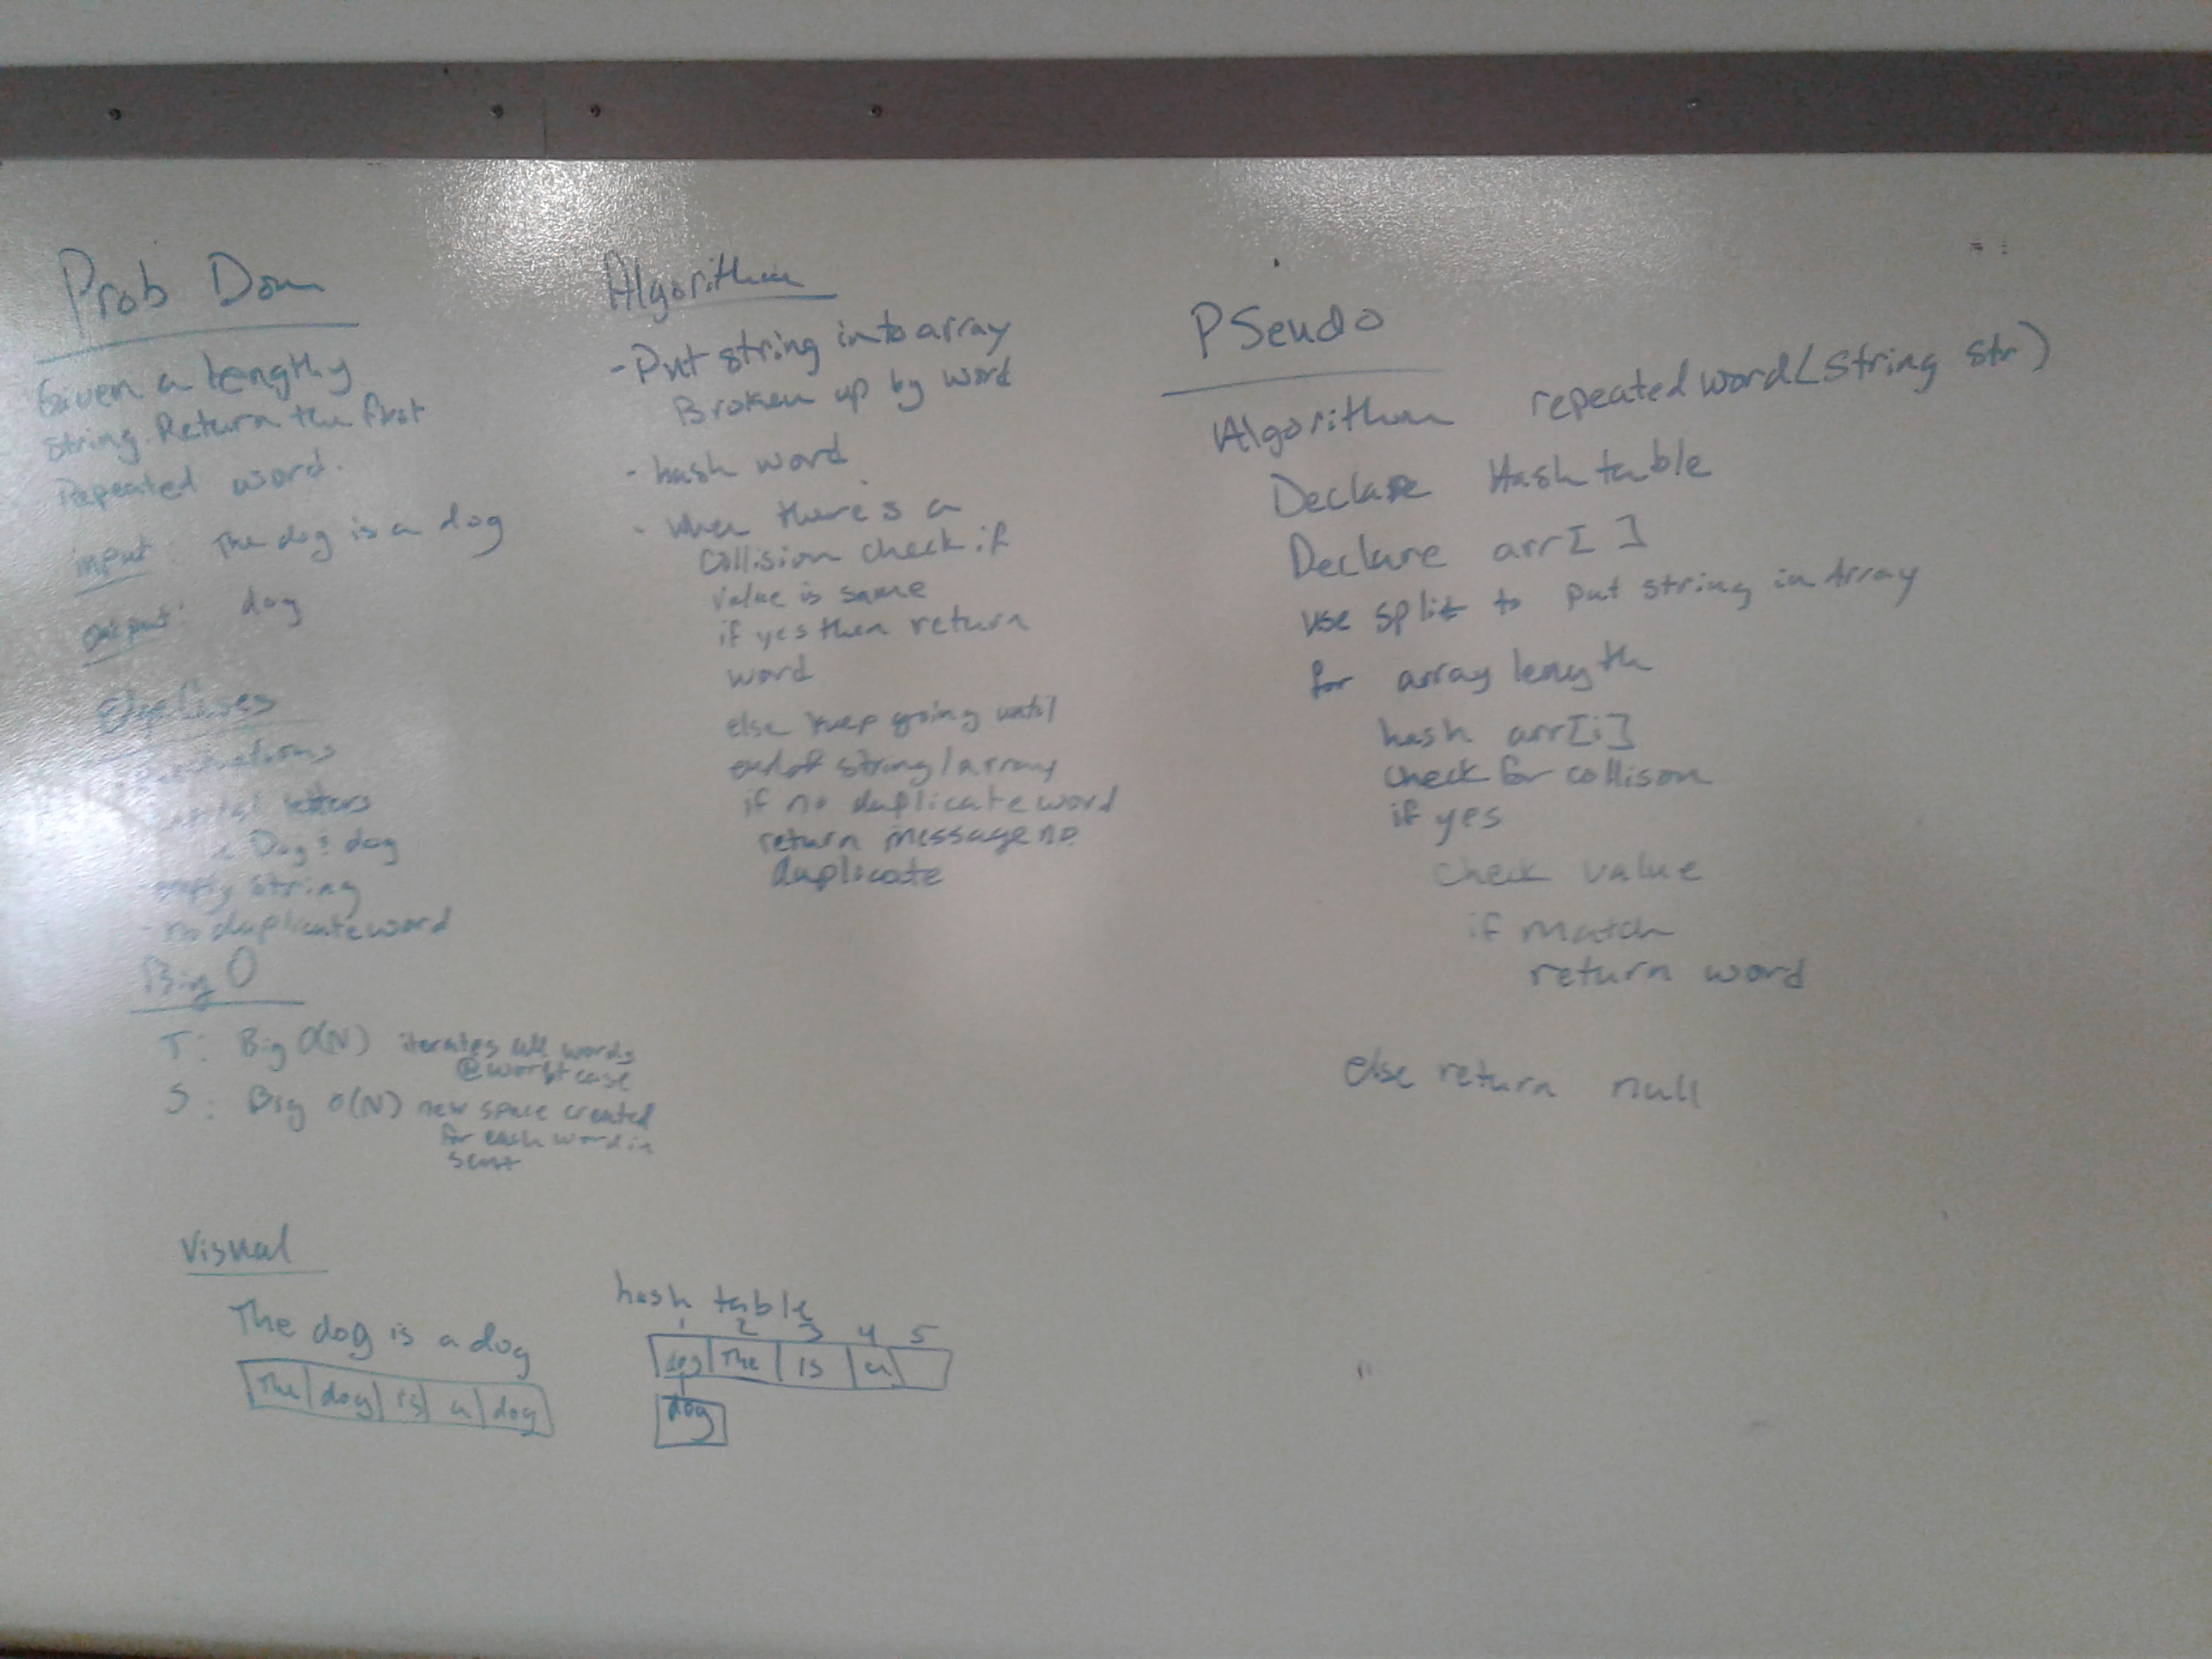 Prob Dom
Given a lengthy
string. Return the first
repeated word.
input: The dog is a dog
output: dog
Edge Cases
letters
Dog : dog
empty string
- no duplicate word
Big O
T: Big O(N) iterates all words
@worst case
S: Big O(N) new space created
for each word in
sent
Visual
The dog is a dog
The dog is a dog
Algorithm
- Put string into array
Broken up by word
- hash word
- when there's a
collision check if
value is same
if yes then return
word
else keep going until
end of string/array
if no duplicate word
return message no
duplicate
hash table
1 2 3 4 5
dog The is a
dog
PSeudo
Algorithm repeatedword(String str)
Declare Hash table
Declare arr[ ]
use split to put string in Array
for array length
hash arr[i]
check for collison
if yes
check value
if match
return word
else return null